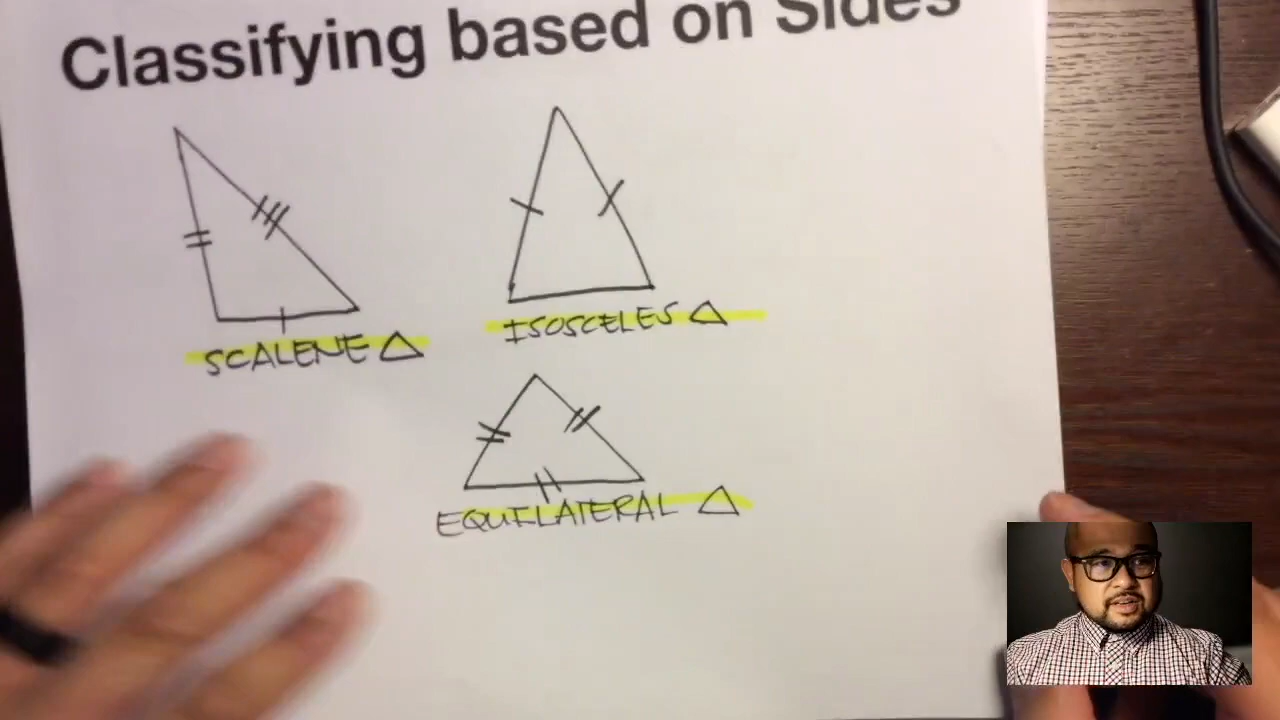 Classifying based on Sides
SCALENE △
ISOSCELES △
EQUILATERAL △